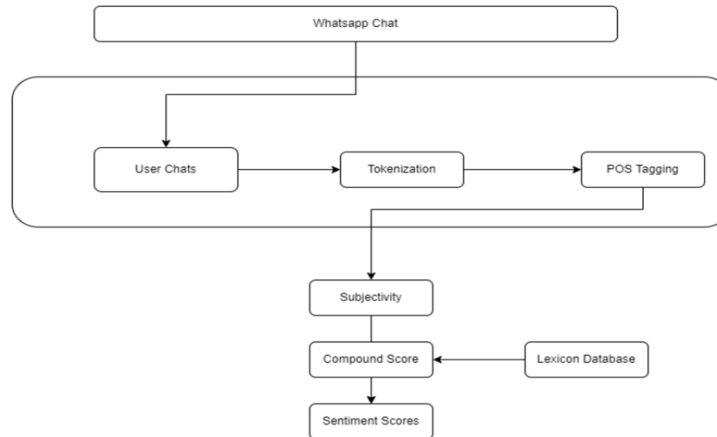 Whatsapp Chat
User Chats
Tokenization
POS Tagging
Subjectivity
Compound Score
Lexicon Database
Sentiment Scores